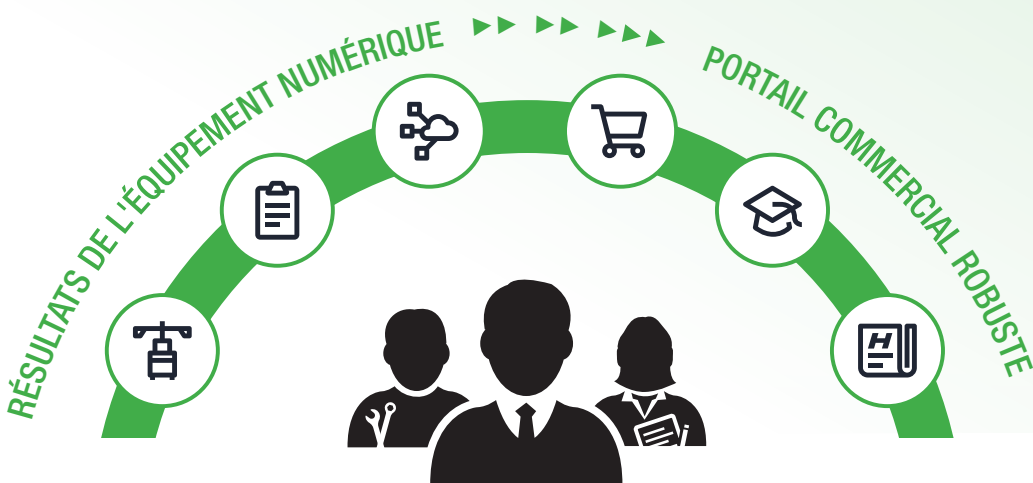 RÉSULTATS DE L'ÉQUIPEMENT NUMÉRIQUE
PORTAIL COMMERCIAL ROBUSTE
H